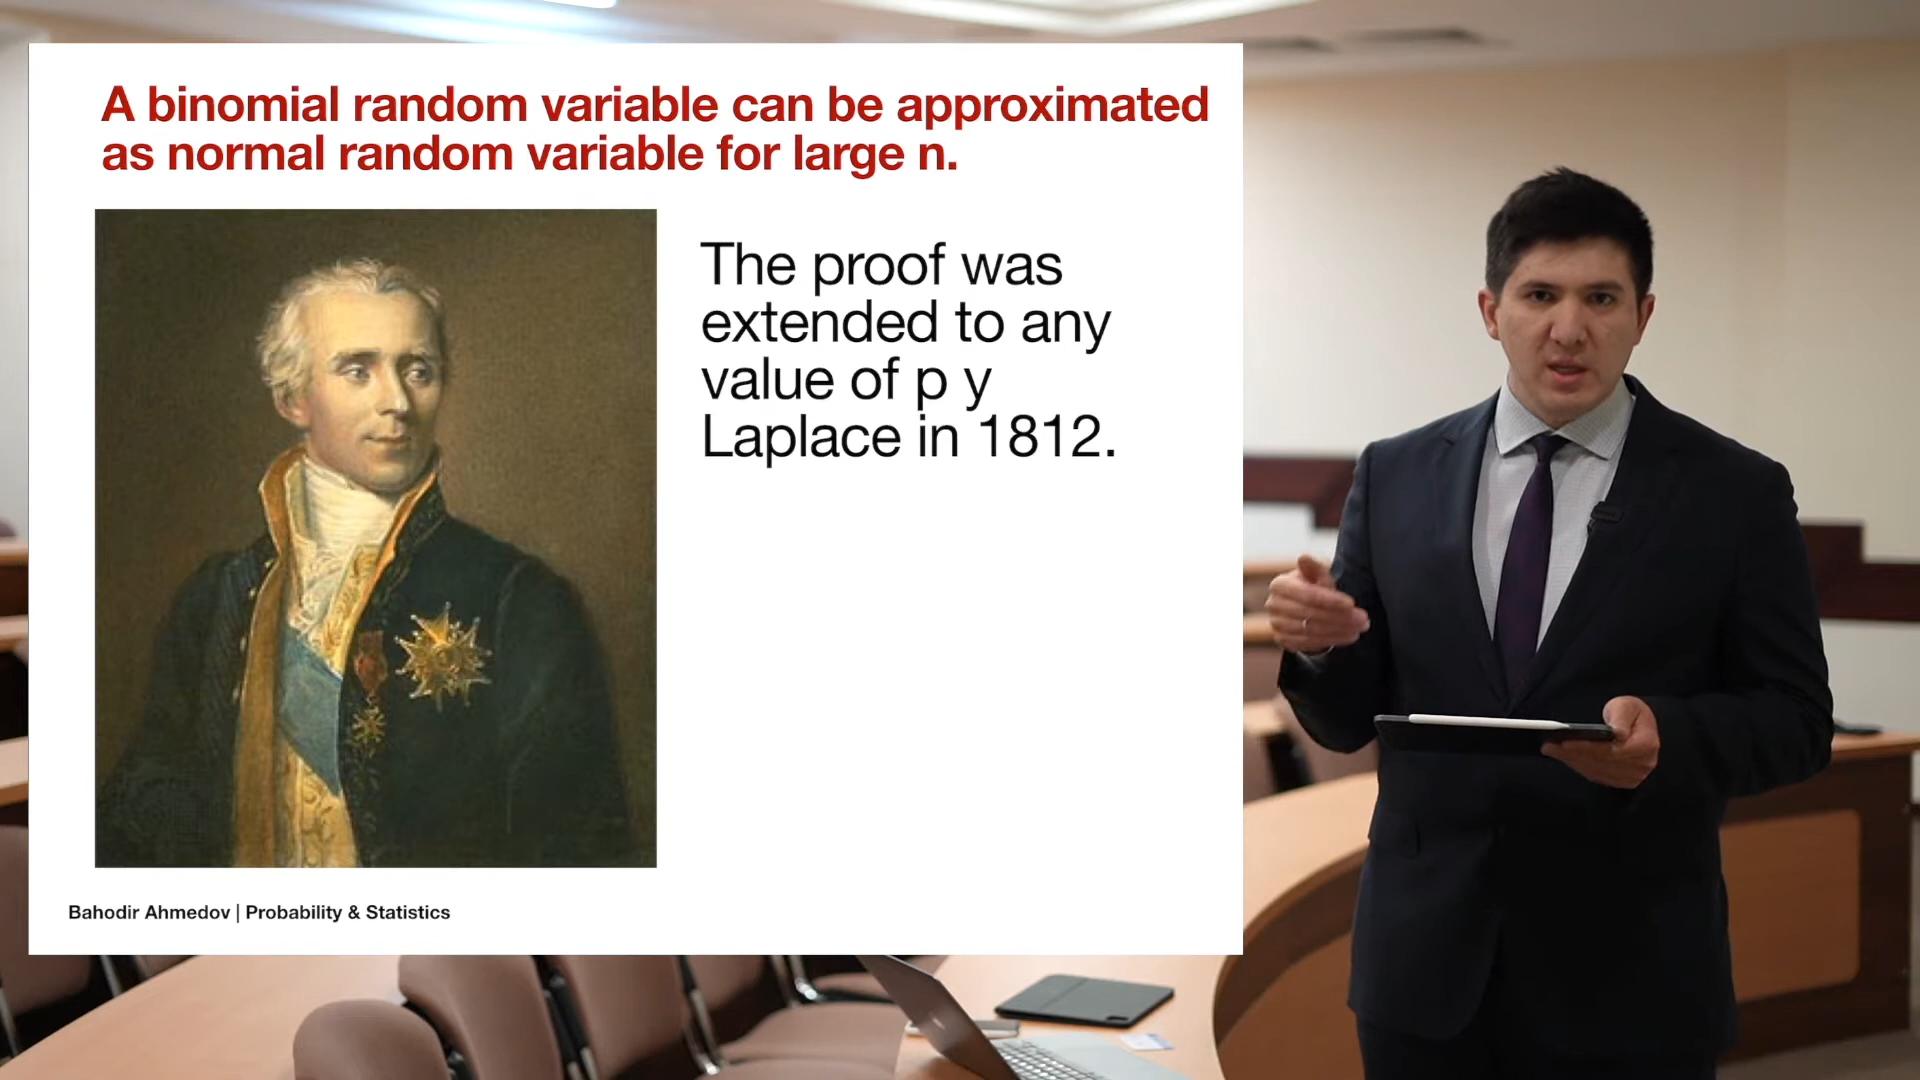 A binomial random variable can be approximated
as normal random variable for large n.
The proof was
extended to any
value of p y
Laplace in 1812.
Bahodir Ahmedov | Probability & Statistics